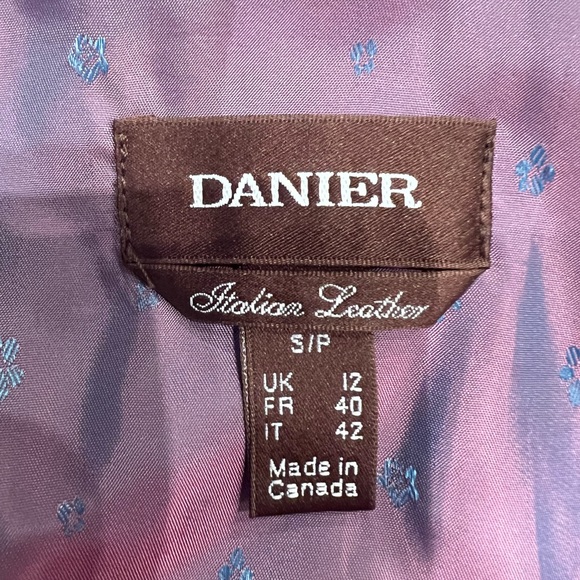 DANIER
Italian Leather
S/P
UK 12
FR 40
IT 42
Made in
Canada